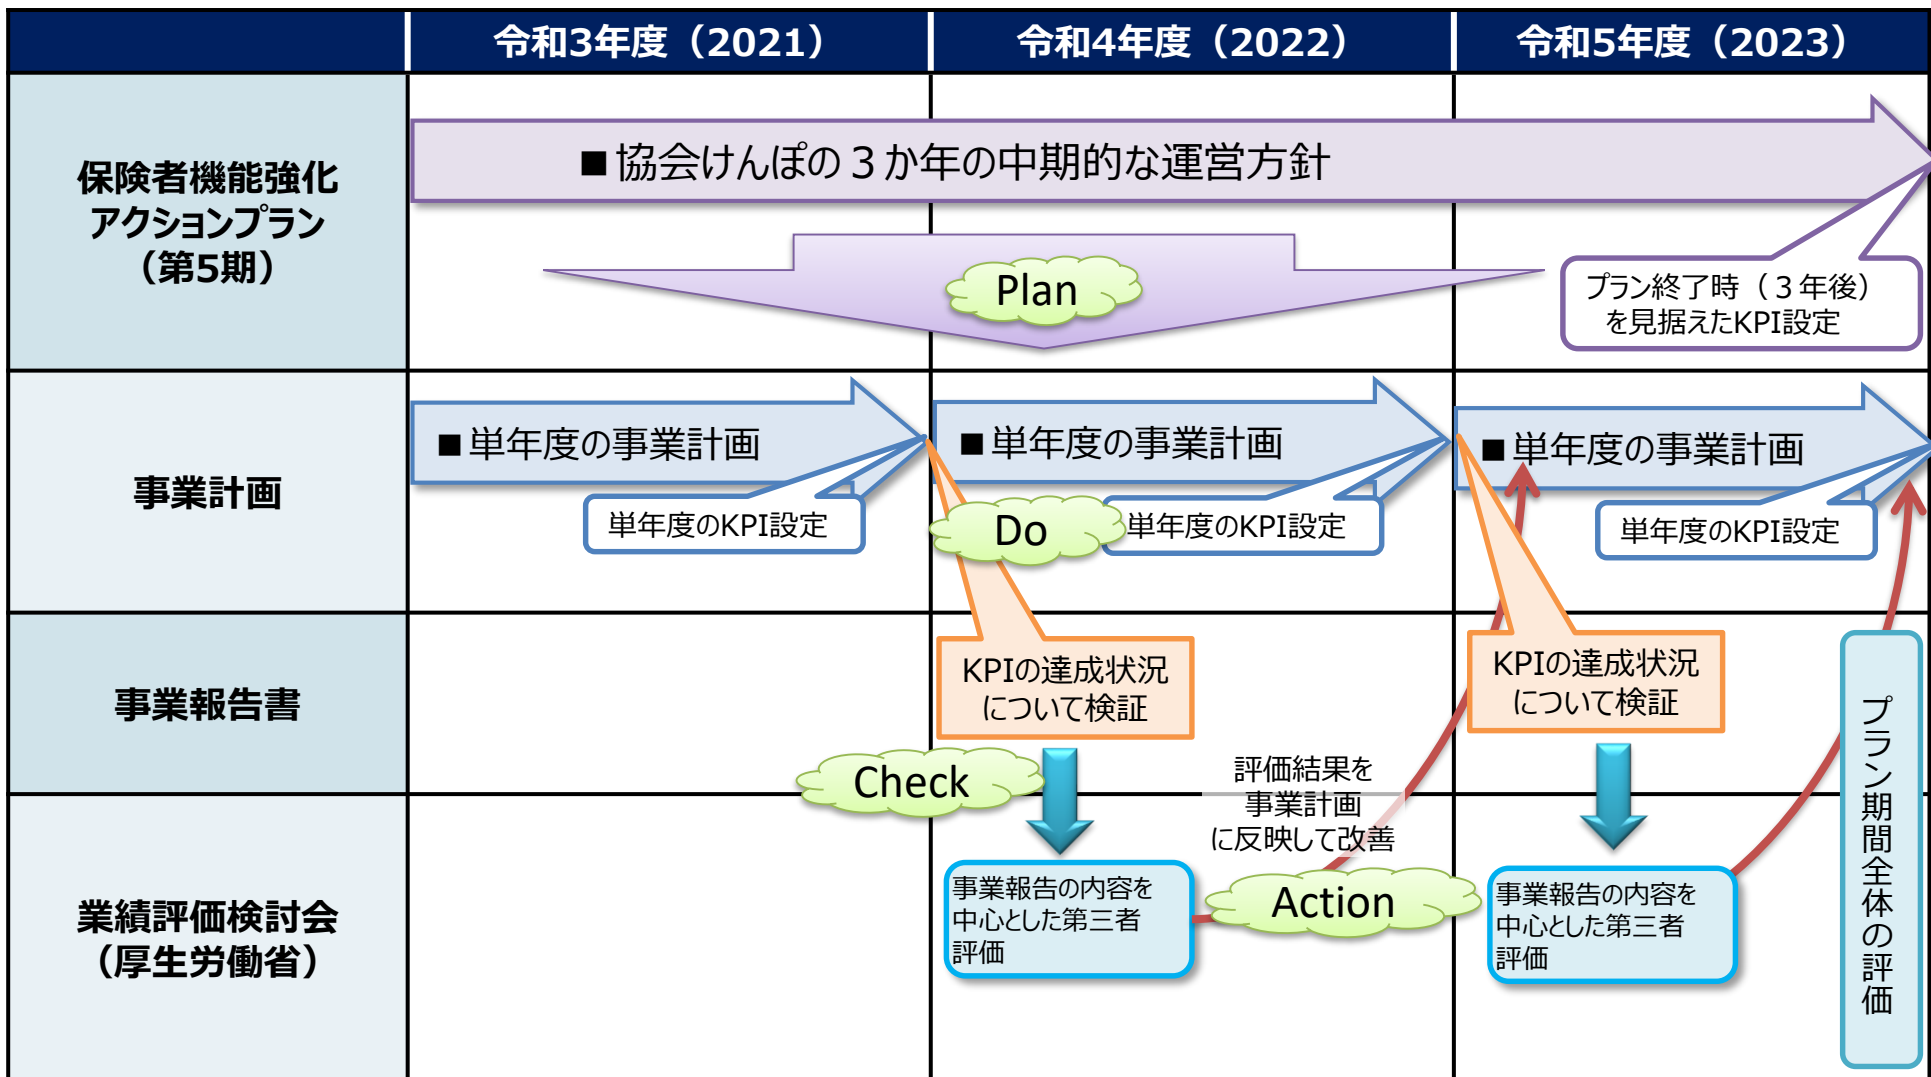 令和3年度（2021）
令和4年度（2022）
令和5年度（2023）
保険者機能強化
アクションプラン
（第5期）
■協会けんぽの３か年の中期的な運営方針
Plan
プラン終了時（３年後）
を見据えたKPI設定
事業計画
■単年度の事業計画
単年度のKPI設定
■単年度の事業計画
Do
単年度のKPI設定
■単年度の事業計画
単年度のKPI設定
事業報告書
KPIの達成状況
について検証
KPIの達成状況
について検証
Check
評価結果を
事業計画
に反映して改善
プラン期間全体の評価
業績評価検討会
（厚生労働省）
事業報告の内容を
中心とした第三者
評価
Action
事業報告の内容を
中心とした第三者
評価